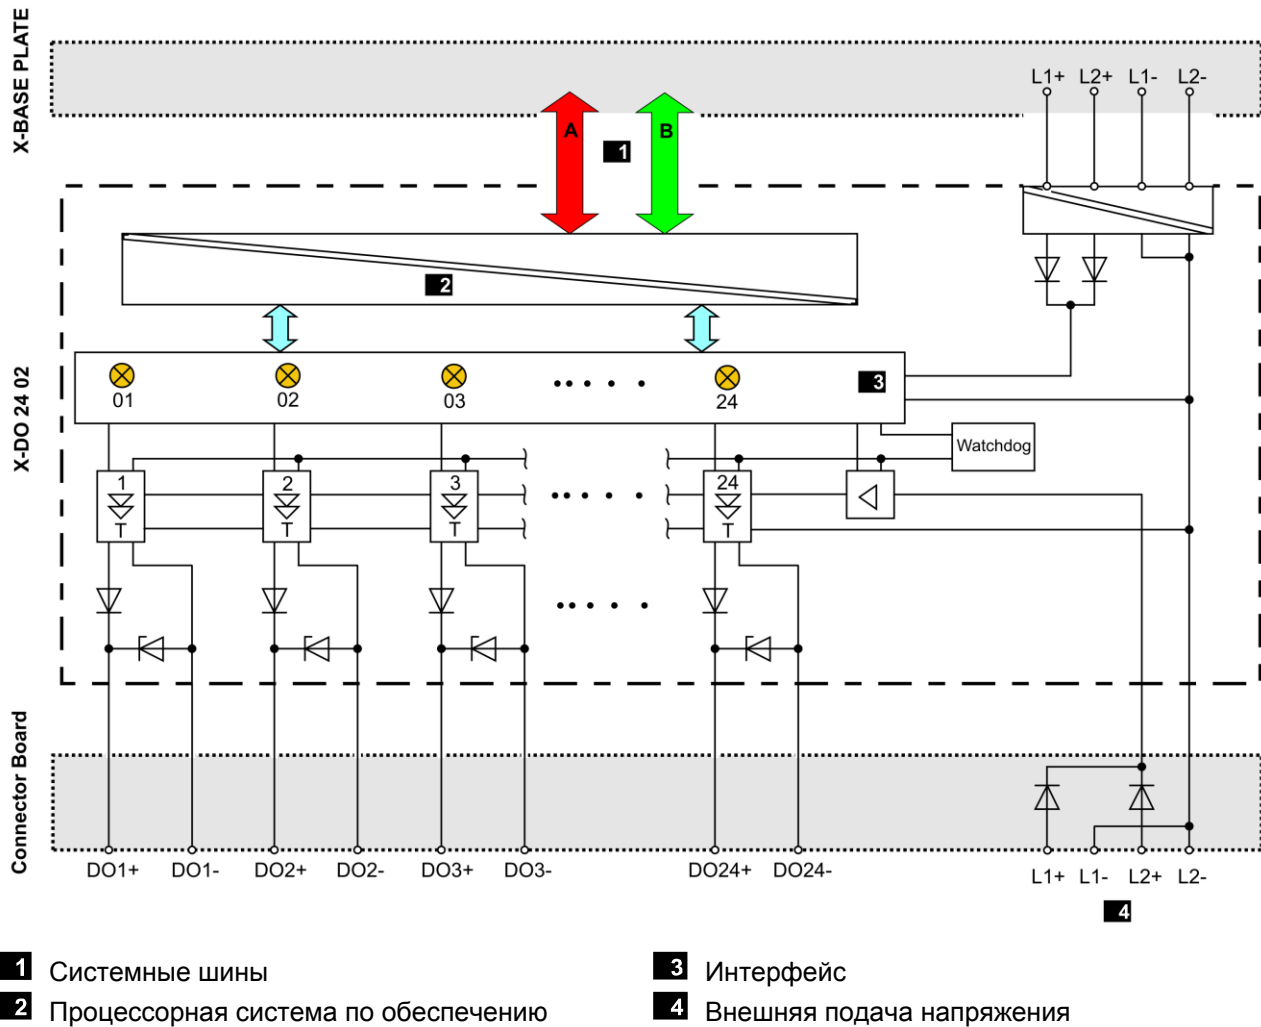 X-BASE PLATE
L1+ L2+ L1- L2-
A B
1
2
X-DO 24 02
01 02 03 24
3
Watchdog
1 2 3 24
T T T T
Connector Board
DO1+ DO1- DO2+ DO2- DO3+ DO3- DO24+ DO24-
L1+ L1- L2+ L2-
4
1 Системные шины
2 Процессорная система по обеспечению
3 Интерфейс
4 Внешняя подача напряжения